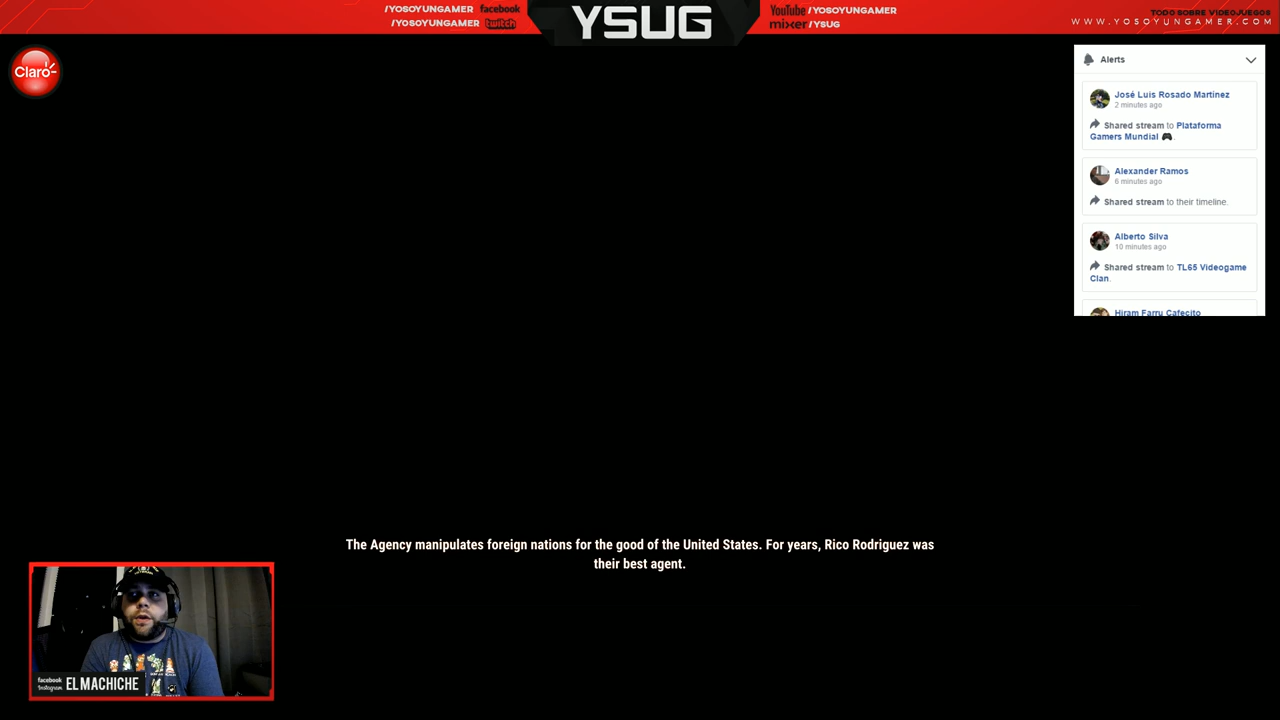 /YOSOYUNGAMER facebook
/YOSOYUNGAMER twitch
YSUG
YouTube /YOSOYUNGAMER
mixer /YSUG
TODO SOBRE VIDEOJUEGOS
WWW.YOSOYUNGAMER.COM
Claro
Alerts
José Luis Rosado Martínez
2 minutes ago
Shared stream to Plataforma
Gamers Mundial 🎮.
Alexander Ramos
6 minutes ago
Shared stream to their timeline.
Alberto Silva
10 minutes ago
Shared stream to TL65 Videogame
Clan.
Hiram Farru Cafecito
The Agency manipulates foreign nations for the good of the United States. For years, Rico Rodriguez was
their best agent.
facebook
Instagram
EL MACHICHE